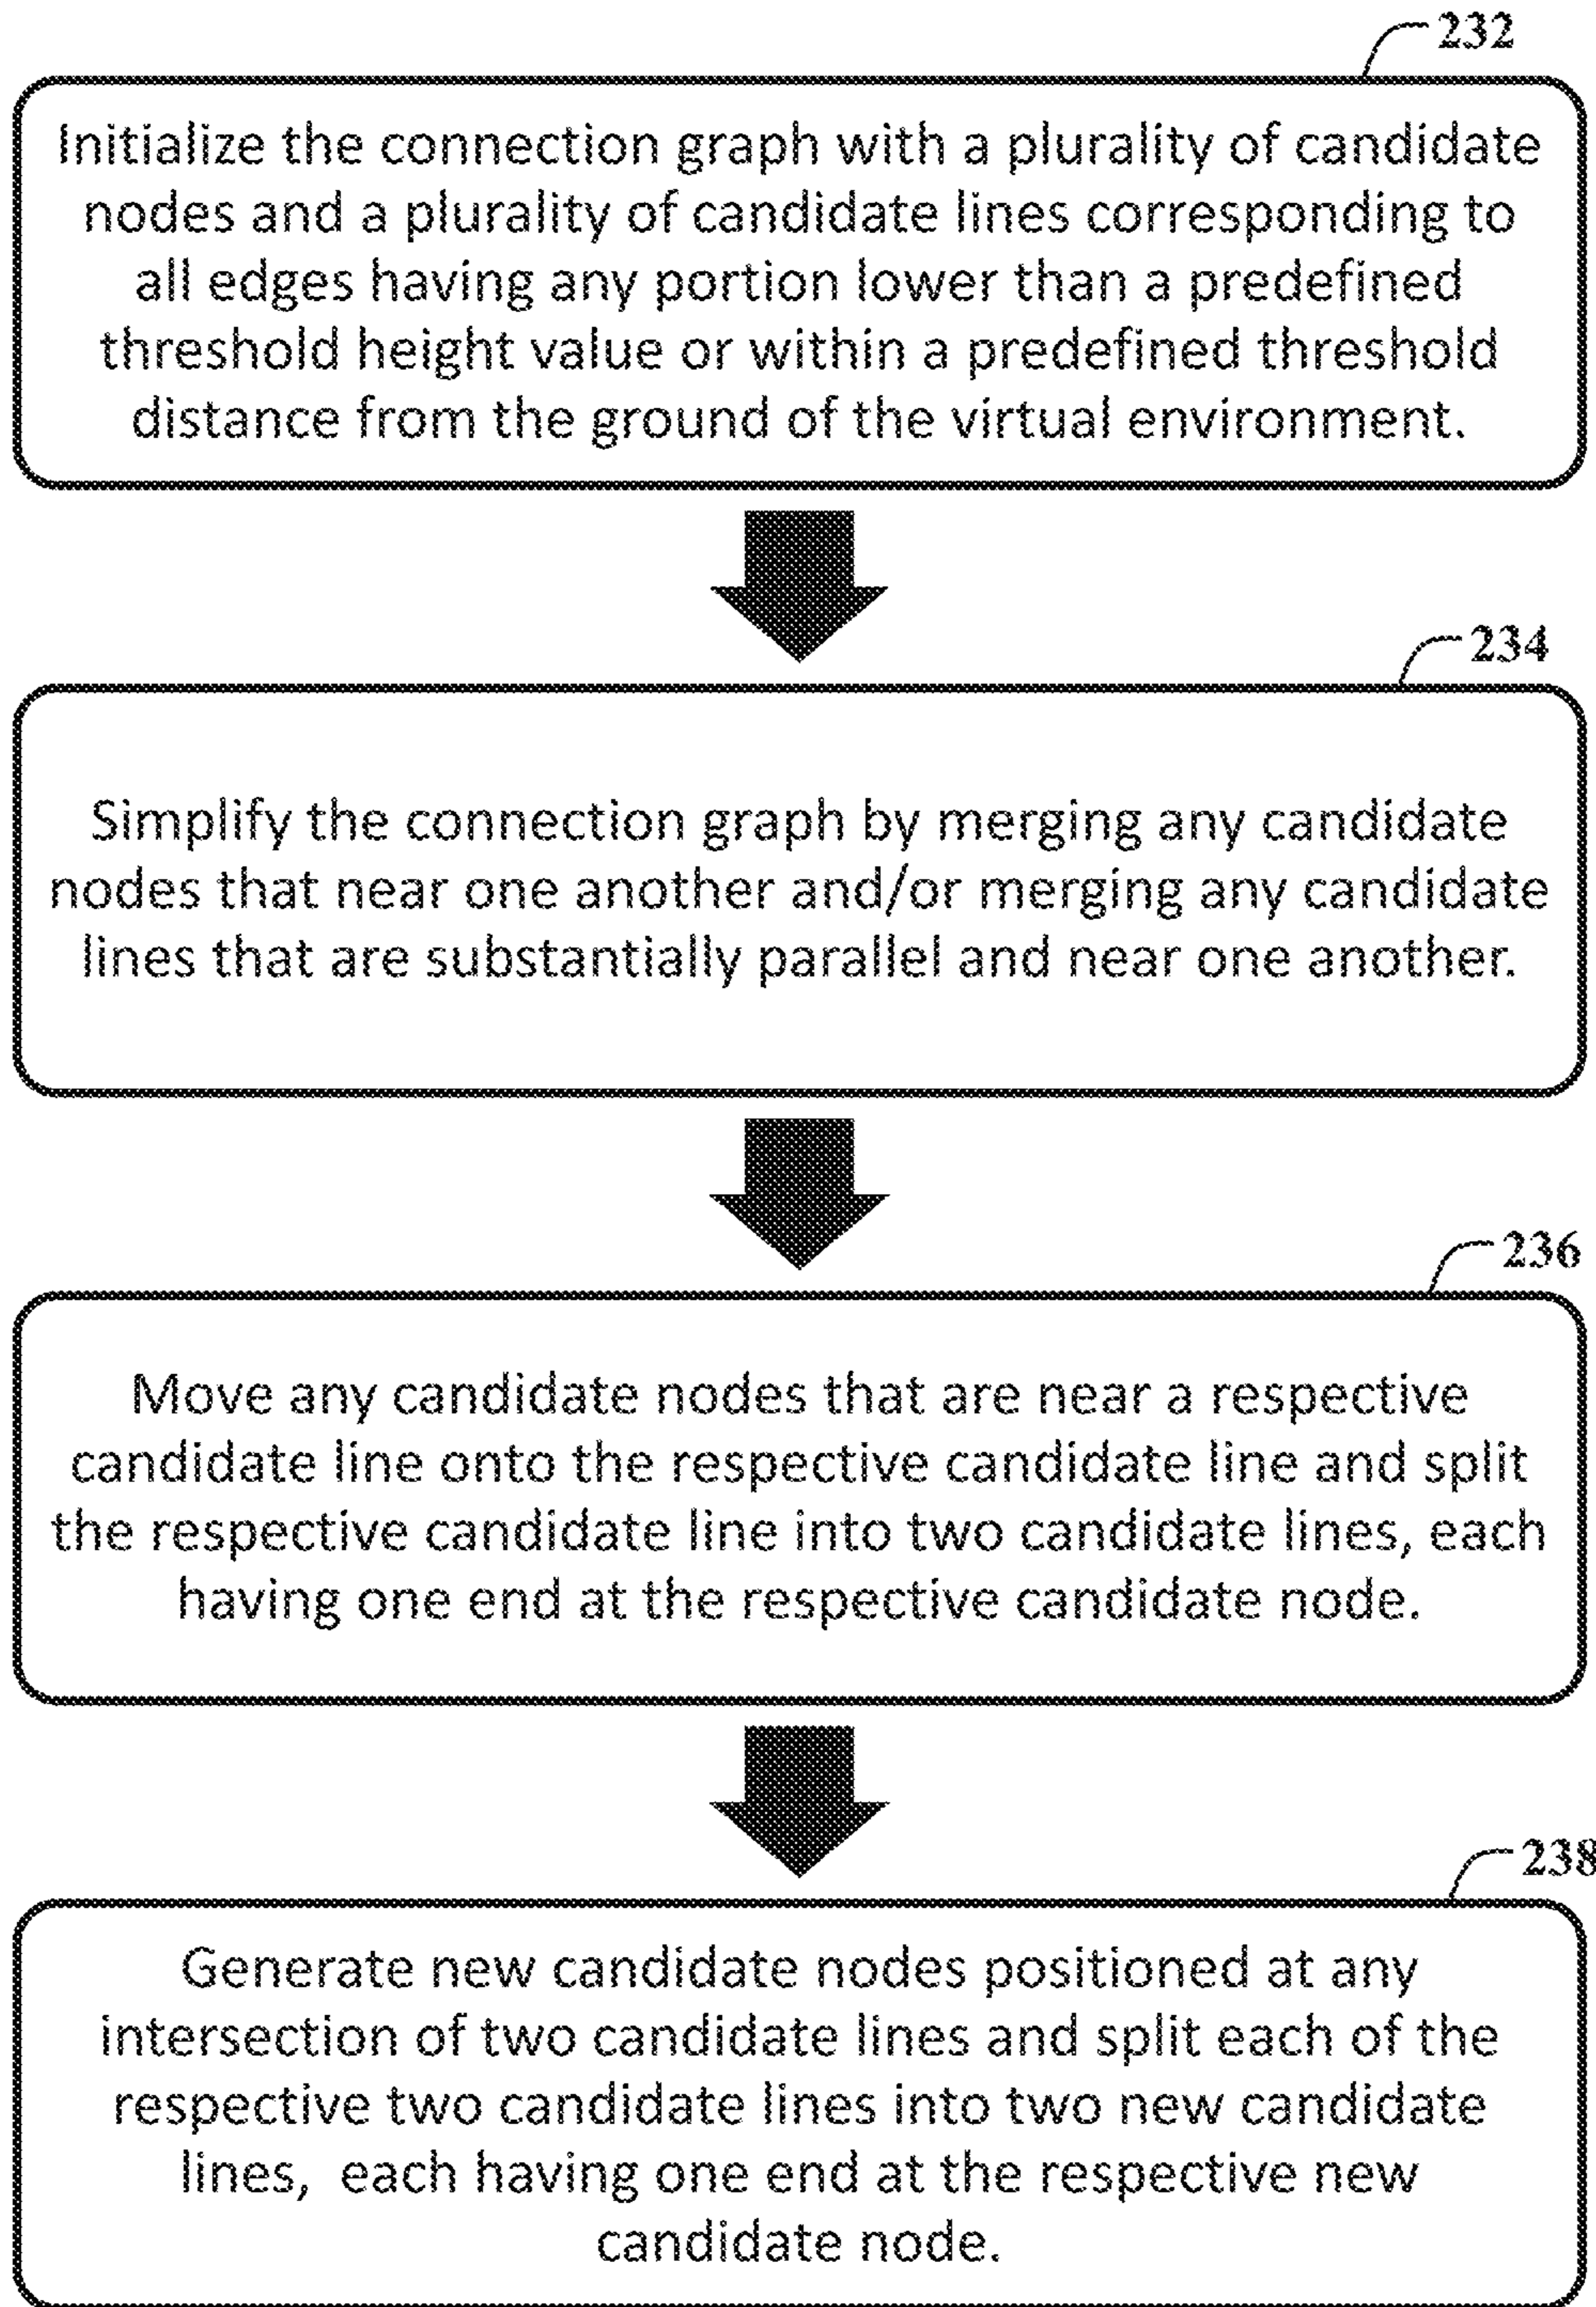 232
Initialize the connection graph with a plurality of candidate
nodes and a plurality of candidate lines corresponding to
all edges having any portion lower than a predefined
threshold height value or within a predefined threshold
distance from the ground of the virtual environment.
234
Simplify the connection graph by merging any candidate
nodes that near one another and/or merging any candidate
lines that are substantially parallel and near one another.
236
Move any candidate nodes that are near a respective
candidate line onto the respective candidate line and split
the respective candidate line into two candidate lines, each
having one end at the respective candidate node.
238
Generate new candidate nodes positioned at any
intersection of two candidate lines and split each of the
respective two candidate lines into two new candidate
lines,  each having one end at the respective new
candidate node.